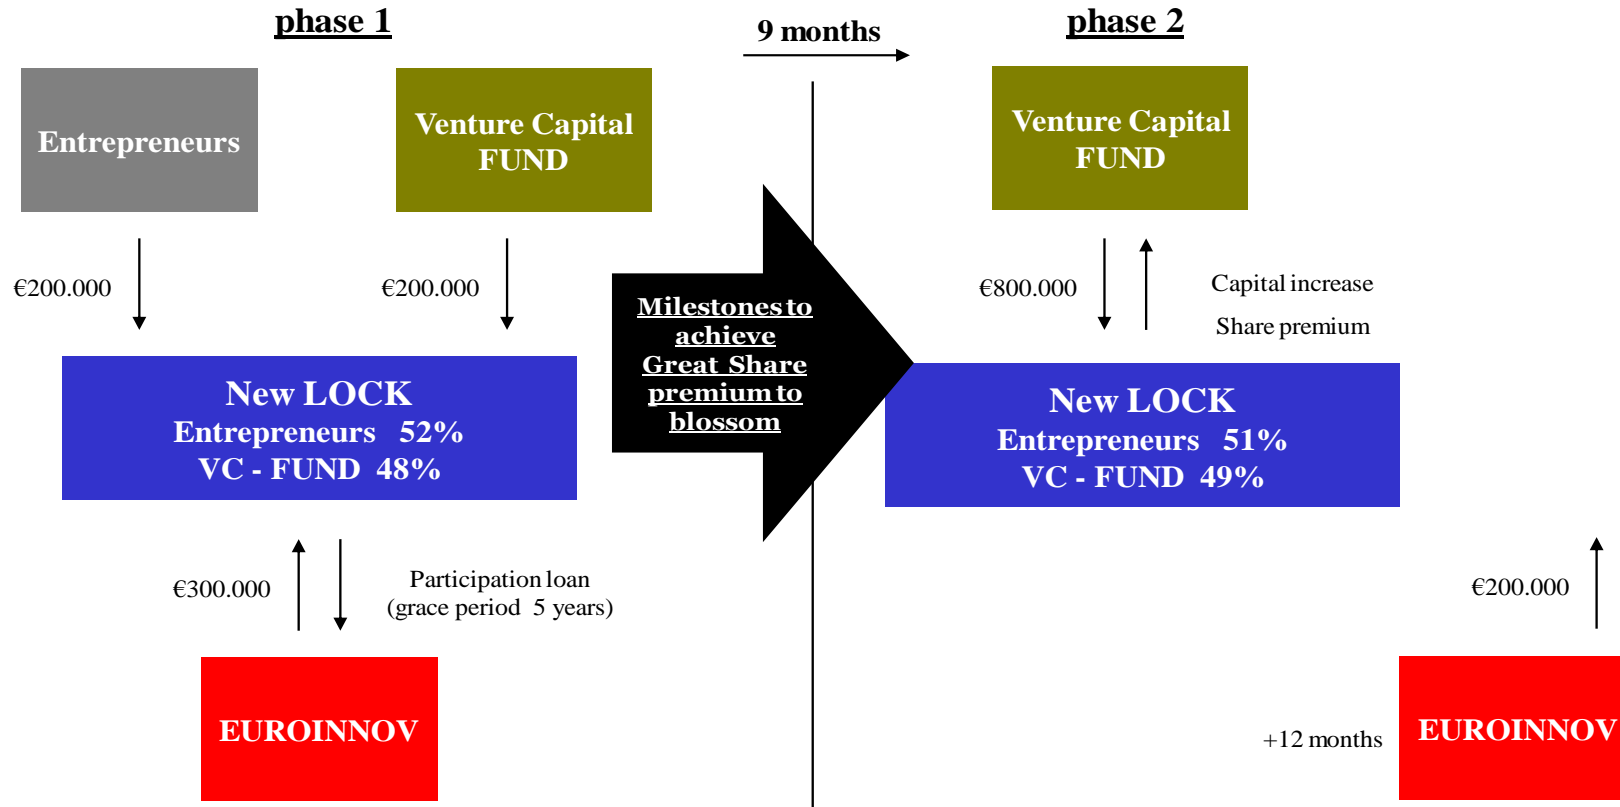 phase 1
9 months
phase 2
Entrepreneurs
Venture Capital
FUND
Venture Capital
FUND
€200.000
€200.000
€800.000
Capital increase
Share premium
Milestones to
achieve
Great Share
premium to
blossom
New LOCK
Entrepreneurs 52%
VC - FUND 48%
New LOCK
Entrepreneurs 51%
VC - FUND 49%
€300.000
Participation loan
(grace period 5 years)
€200.000
EUROINNOV
+12 months
EUROINNOV